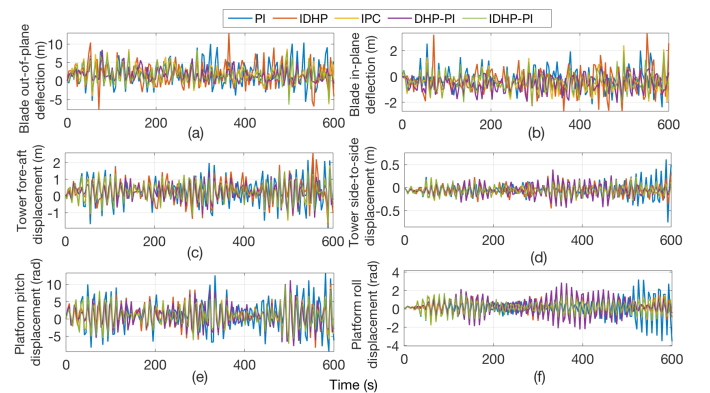 PI IDHP IPC DHP-PI IDHP-PI
Blade out-of-plane
deflection (m)
10
5
0
-5
0 200 400 600
(a)
Blade in-plane
deflection (m)
2
0
-2
0 200 400 600
(b)
Tower fore-aft
displacement (m)
2
1
0
-1
0 200 400 600
(c)
Tower side-to-side
displacement (m)
0.5
0
-0.5
0 200 400 600
(d)
Platform pitch
displacement (rad)
10
5
0
-5
0 200 400 600
(e)
Platform roll
displacement (rad)
4
2
0
-2
-4
0 200 400 600
(f)
Time (s)